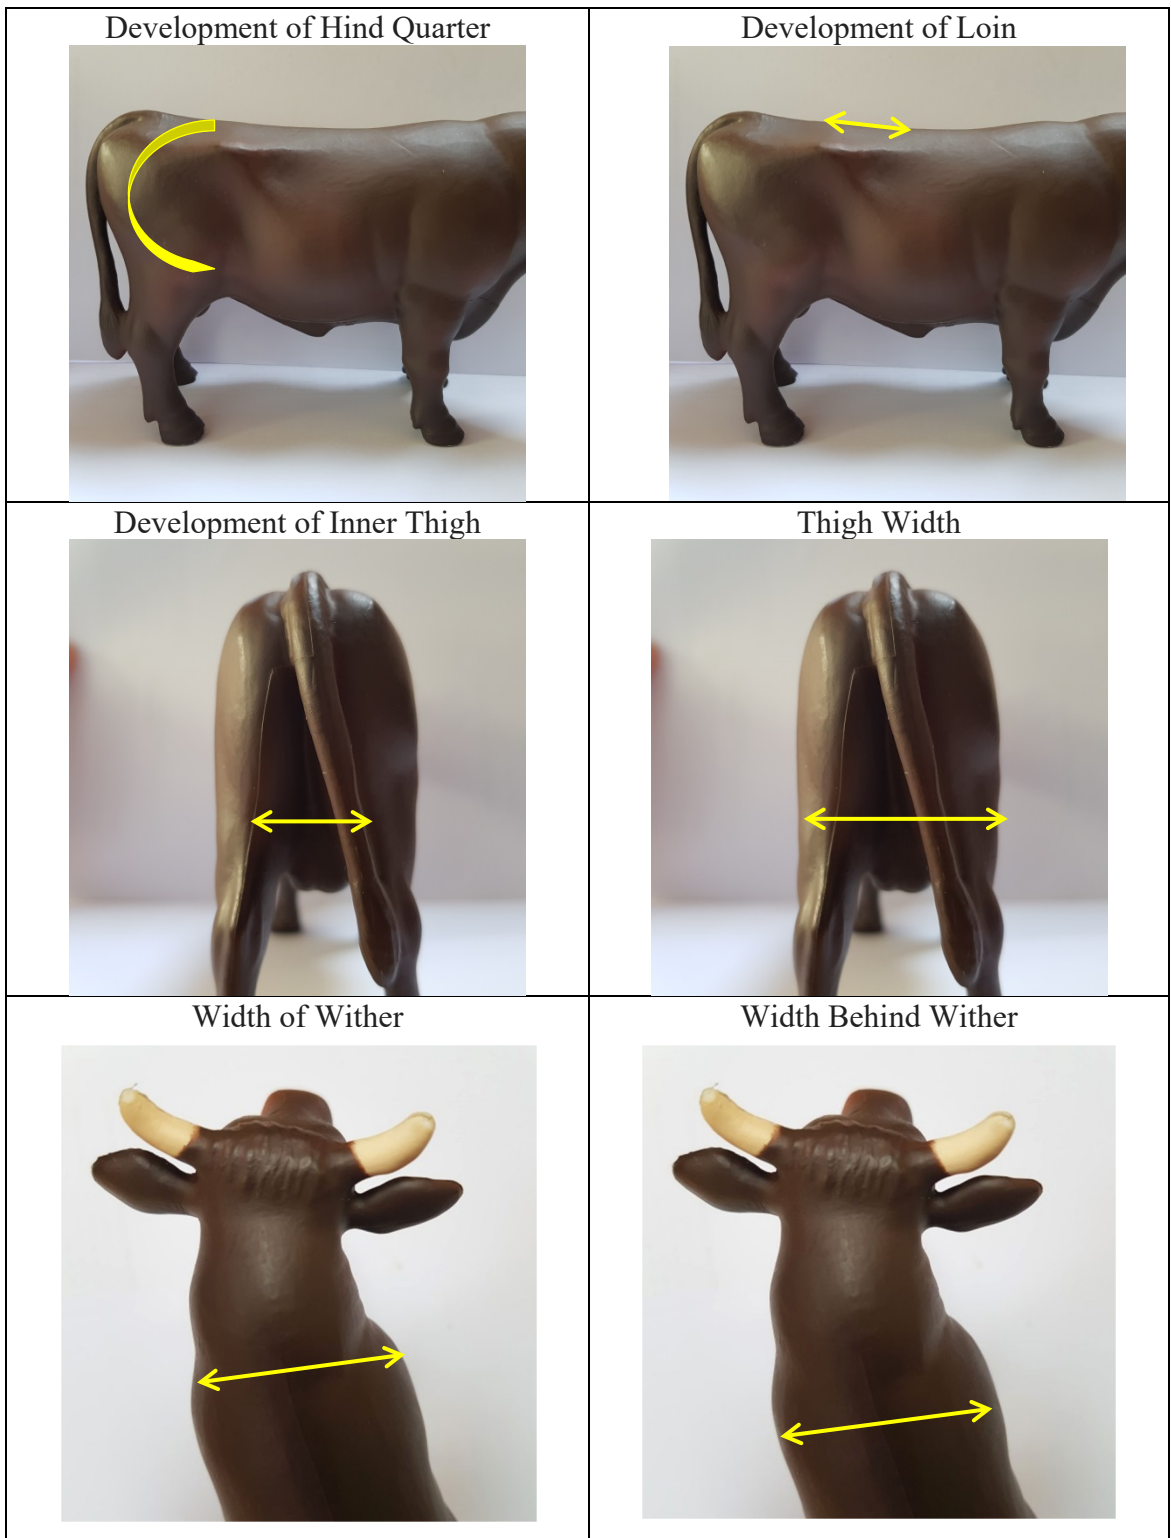 Development of Hind Quarter
Development of Loin
Development of Inner Thigh
Thigh Width
Width of Wither
Width Behind Wither